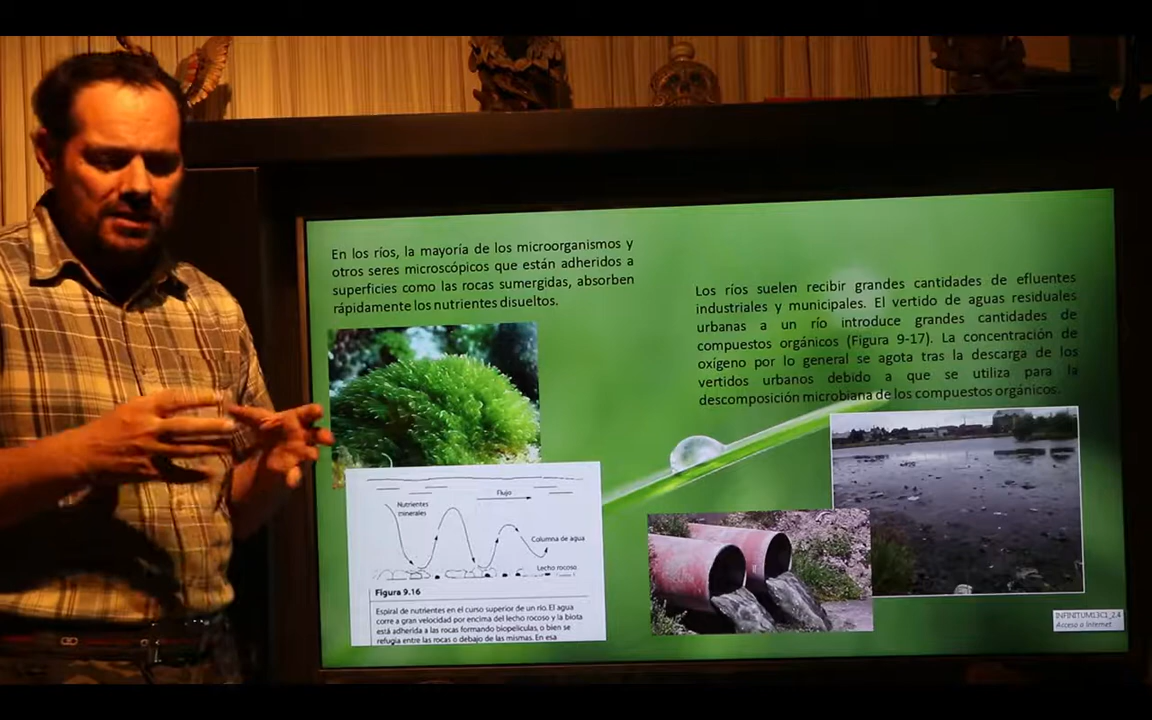 En los ríos, la mayoría de los microorganismos y
otros seres microscópicos que están adheridos a
superficies como las rocas sumergidas, absorben
rápidamente los nutrientes disueltos.
Nutrientes
minerales
Flujo
Columna de agua
Lecho rocoso
Figura 9.16
Espiral de nutrientes en el curso superior de un río. El agua
corre a gran velocidad por encima del lecho rocoso y la biota
está adherida a las rocas formando biopelículas, o bien se
refugia entre las rocas o debajo de las mismas. En esa
Los ríos suelen recibir grandes cantidades de efluentes
industriales y municipales. El vertido de aguas residuales
urbanas a un río introduce grandes cantidades de
compuestos orgánicos (Figura 9-17). La concentración de
oxígeno por lo general se agota tras la descarga de los
vertidos urbanos debido a que se utiliza para la
descomposición microbiana de los compuestos orgánicos.
INFINITUM13C1_2.4
Acceso a Internet